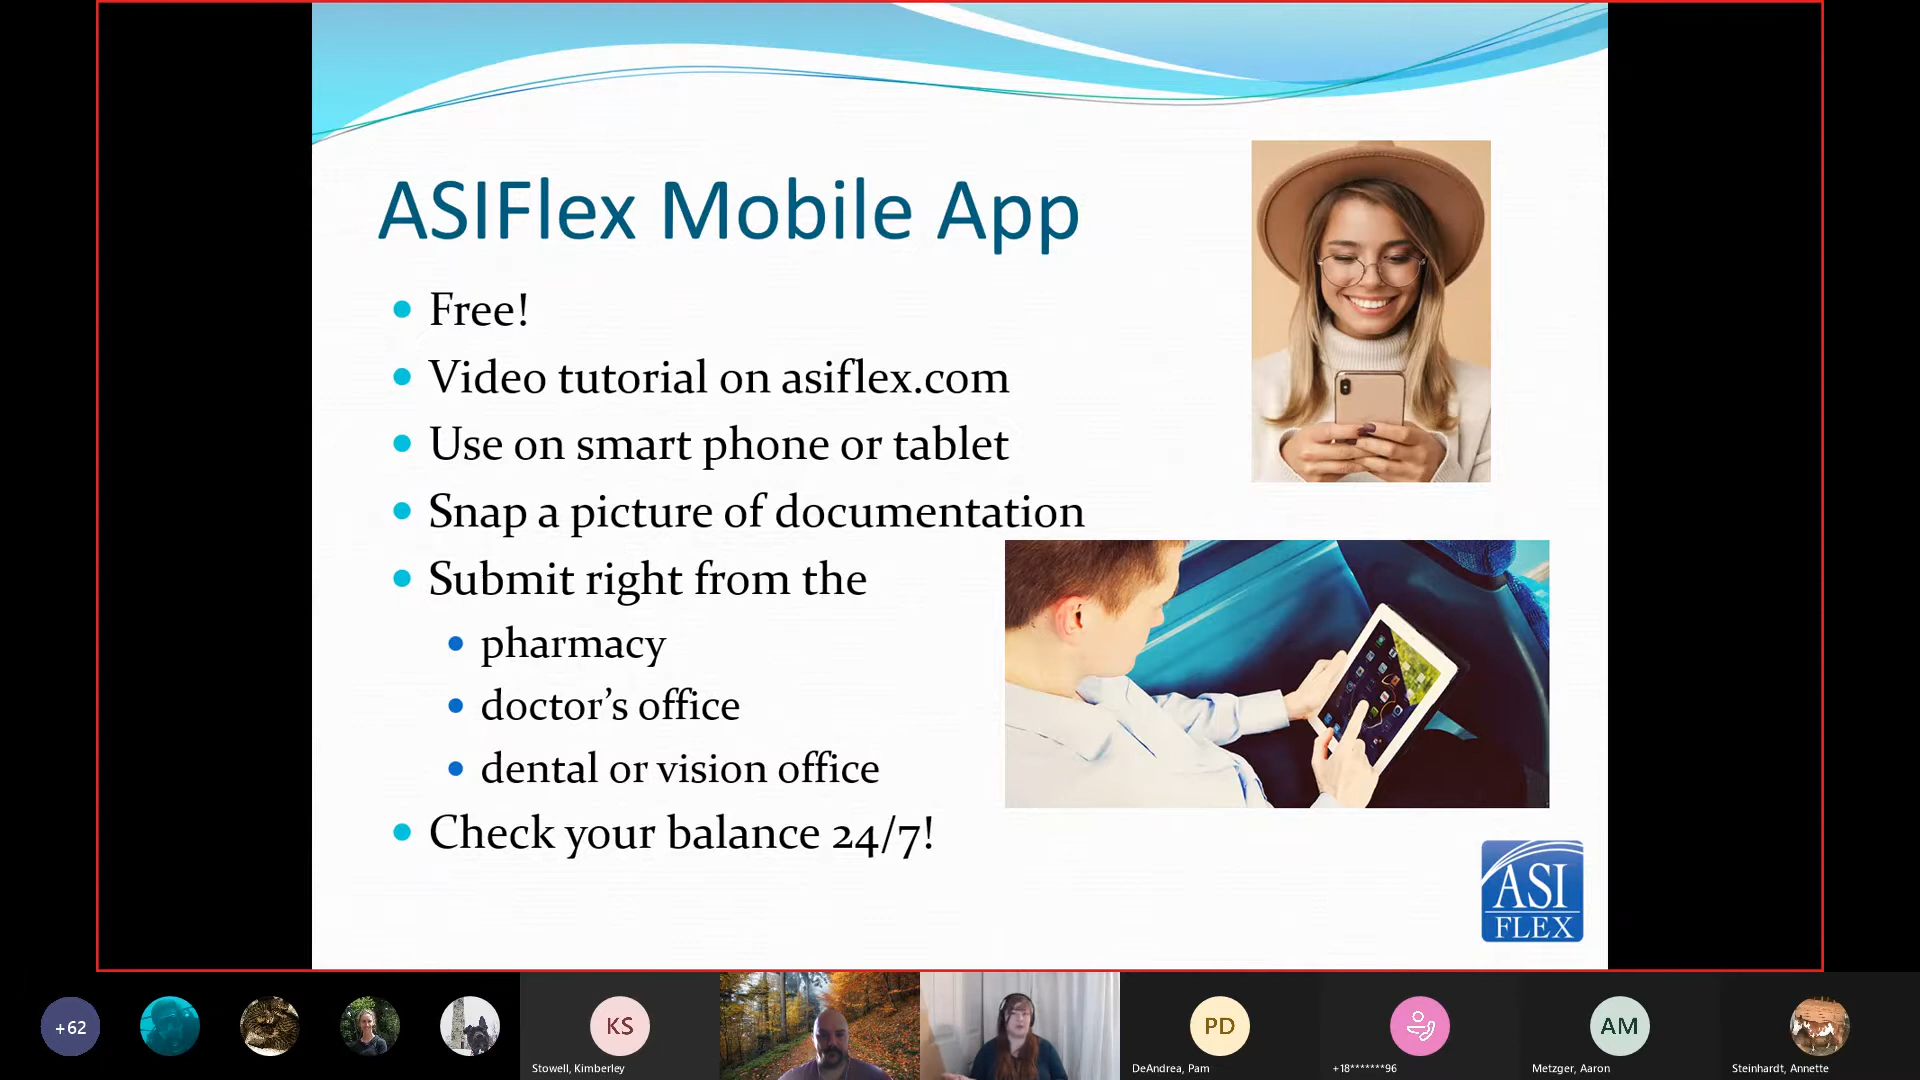 ASIFlex Mobile App
Free!
Video tutorial on asiflex.com
Use on smart phone or tablet
Snap a picture of documentation
Submit right from the
pharmacy
doctor's office
dental or vision office
Check your balance 24/7!
ASI
FLEX
+62
KS
Stowell, Kimberley
PD
DeAndrea, Pam
+18*******96
AM
Metzger, Aaron
Steinhardt, Annette